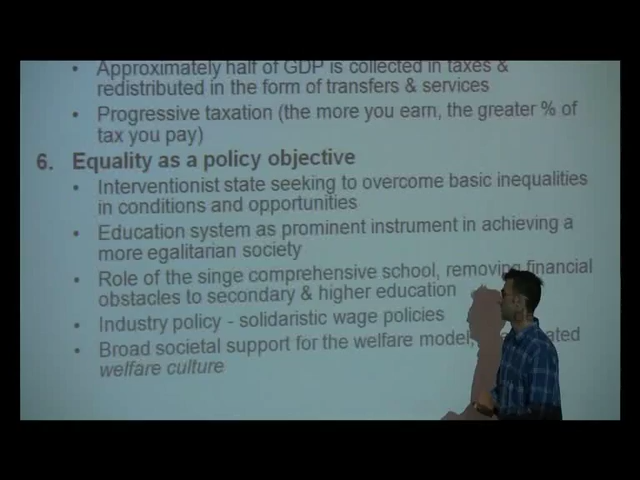 • Approximately half of GDP is collected in taxes &
redistributed in the form of transfers & services
• Progressive taxation (the more you earn, the greater % of
tax you pay)
6. Equality as a policy objective
• Interventionist state seeking to overcome basic inequalities
in conditions and opportunities
• Education system as prominent instrument in achieving a
more egalitarian society
• Role of the singe comprehensive school, removing financial
obstacles to secondary & higher education
• Industry policy - solidaristic wage policies
• Broad societal support for the welfare model,
welfare culture